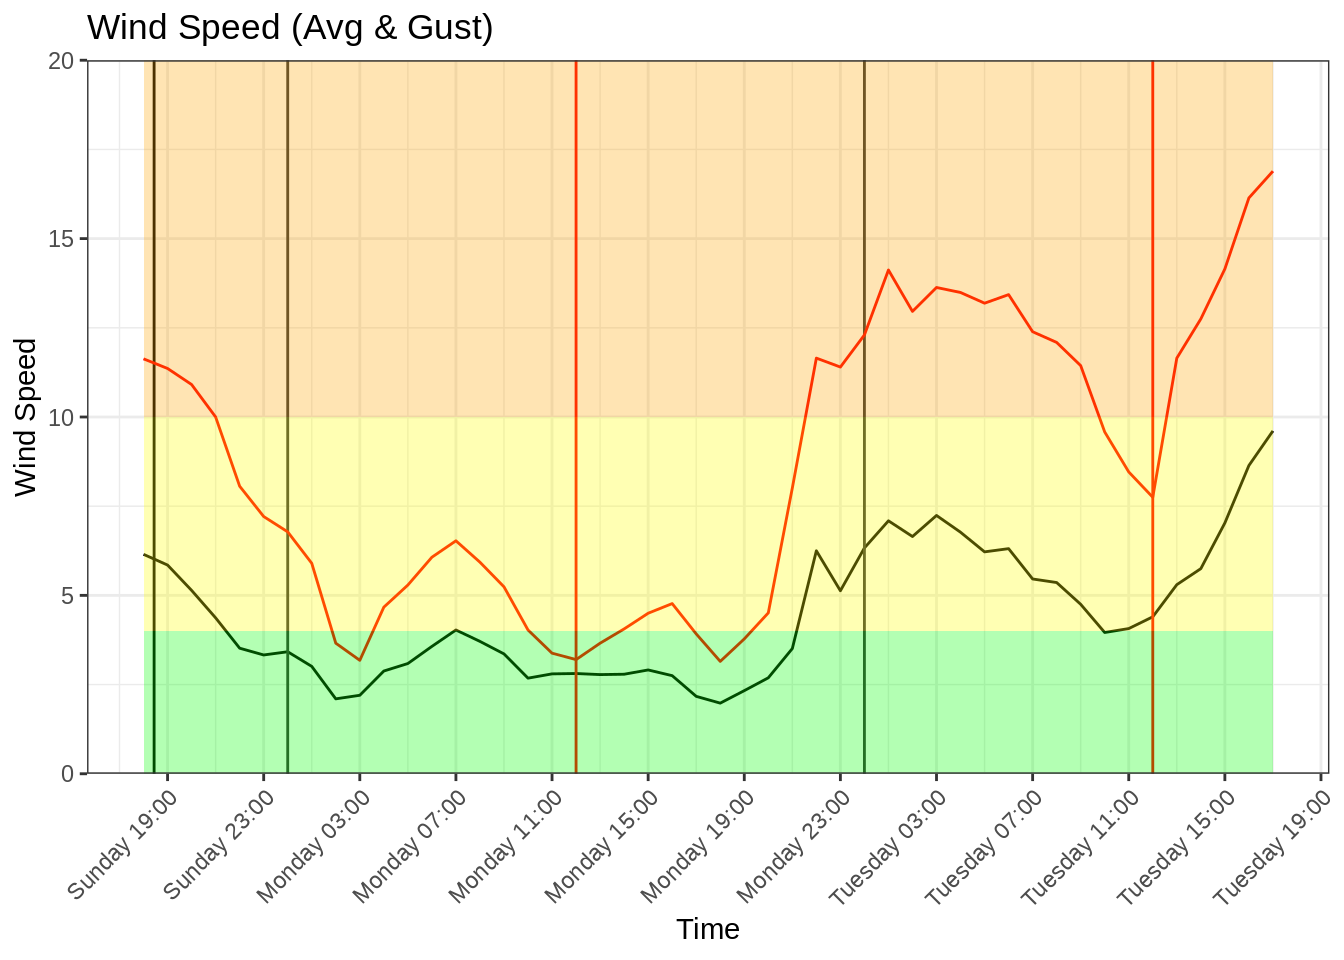 Wind Speed (Avg & Gust)
20
15
10
5
0
Wind Speed
Sunday 19:00
Sunday 23:00
Monday 03:00
Monday 07:00
Monday 11:00
Monday 15:00
Monday 19:00
Monday 23:00
Tuesday 03:00
Tuesday 07:00
Tuesday 11:00
Tuesday 15:00
Tuesday 19:00
Time